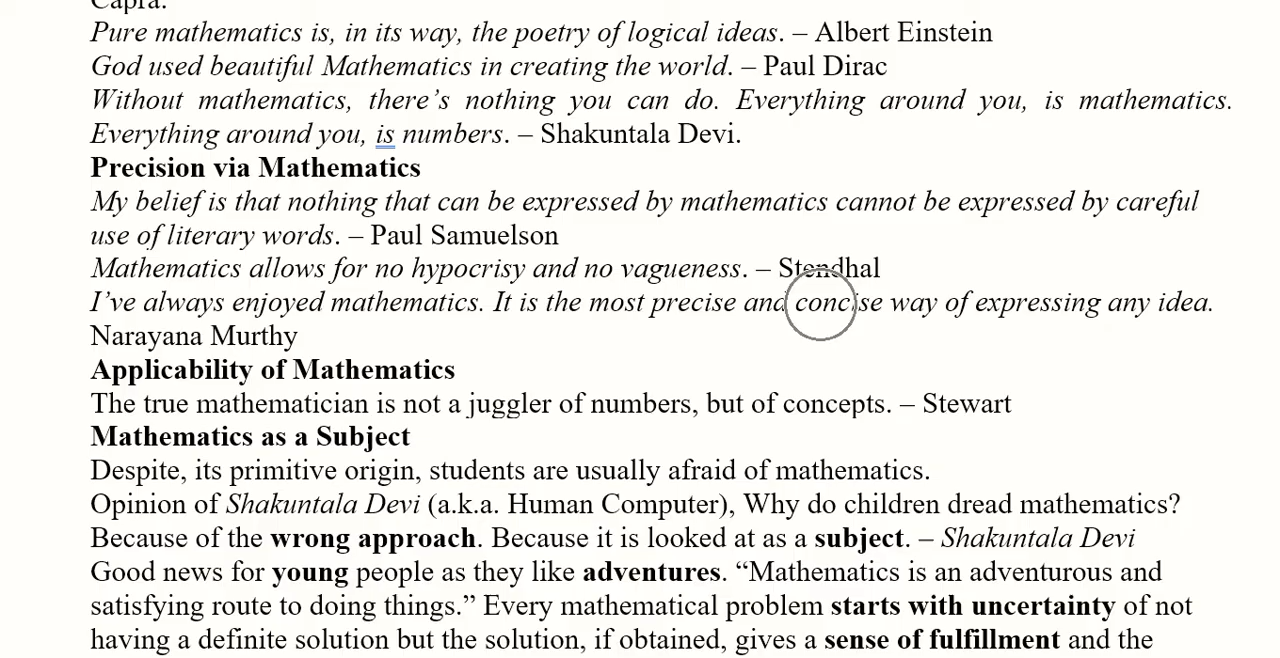 Capra.
Pure mathematics is, in its way, the poetry of logical ideas. – Albert Einstein
God used beautiful Mathematics in creating the world. – Paul Dirac
Without mathematics, there’s nothing you can do. Everything around you, is mathematics.
Everything around you, is numbers. – Shakuntala Devi.
Precision via Mathematics
My belief is that nothing that can be expressed by mathematics cannot be expressed by careful
use of literary words. – Paul Samuelson
Mathematics allows for no hypocrisy and no vagueness. – Stendhal
I’ve always enjoyed mathematics. It is the most precise and concise way of expressing any idea.
Narayana Murthy
Applicability of Mathematics
The true mathematician is not a juggler of numbers, but of concepts. – Stewart
Mathematics as a Subject
Despite, its primitive origin, students are usually afraid of mathematics.
Opinion of Shakuntala Devi (a.k.a. Human Computer), Why do children dread mathematics?
Because of the wrong approach. Because it is looked at as a subject. – Shakuntala Devi
Good news for young people as they like adventures. “Mathematics is an adventurous and
satisfying route to doing things.” Every mathematical problem starts with uncertainty of not
having a definite solution but the solution, if obtained, gives a sense of fulfillment and the